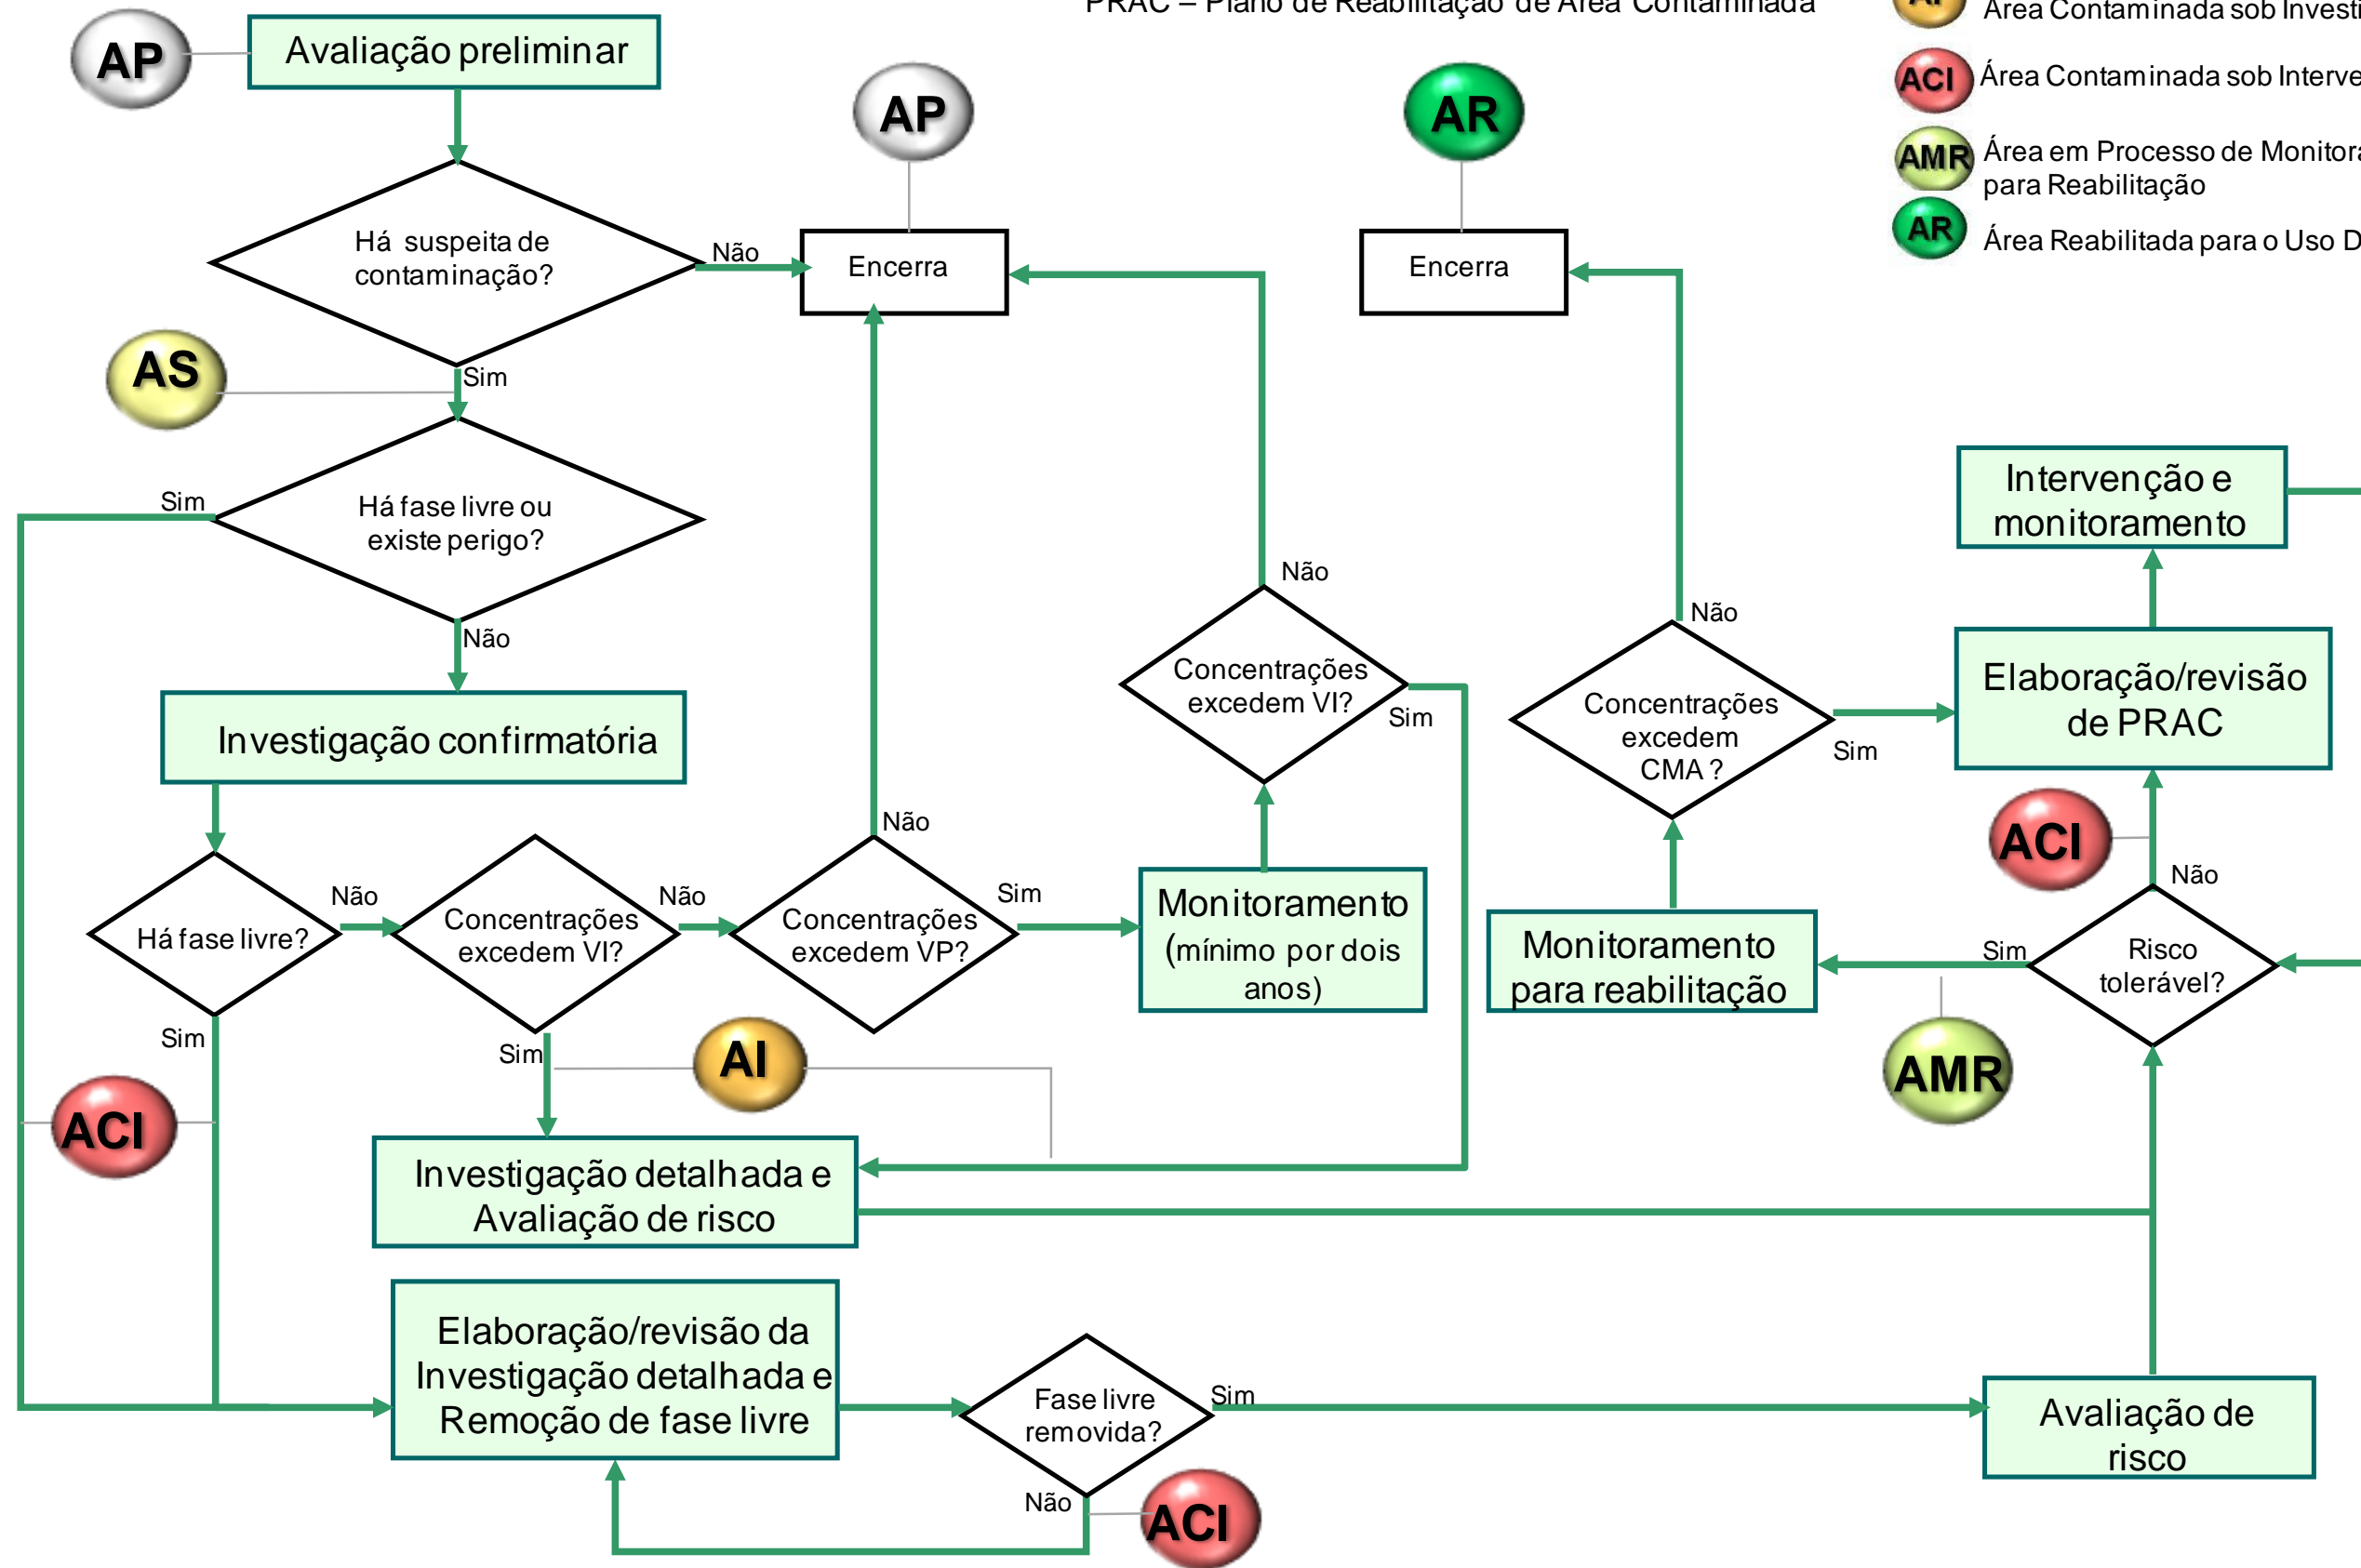 PRAC – Plano de Reabilitação de Área Contaminada
Área Contaminada sob
ACI
Área Contaminada sob
AMR
Área em Processo de
para Reabilitação
AR
Área Reabilitada para o Uso
AP
Avaliação preliminar
AP
AR
Há suspeita de
contaminação?
Não
Encerra
Encerra
AS
Sim
Sim
Há fase livre ou
existe perigo?
Não
Intervenção e
monitoramento
Não
Não
Concentrações
excedem VI?
Sim
Concentrações
excedem
CMA ?
Sim
Elaboração/revisão
de PRAC
Investigação confirmatória
ACI
Não
Há fase livre?
Não
Concentrações
excedem VI?
Não
Concentrações
excedem VP?
Não
Sim
Monitoramento
(mínimo por dois
anos)
Monitoramento
para reabilitação
Sim
Risco
tolerável?
Sim
Sim
AI
AMR
ACI
Investigação detalhada e
Avaliação de risco
Elaboração/revisão da
Investigação detalhada e
Remoção de fase livre
Fase livre
removida?
Sim
Avaliação de
risco
Não
ACI